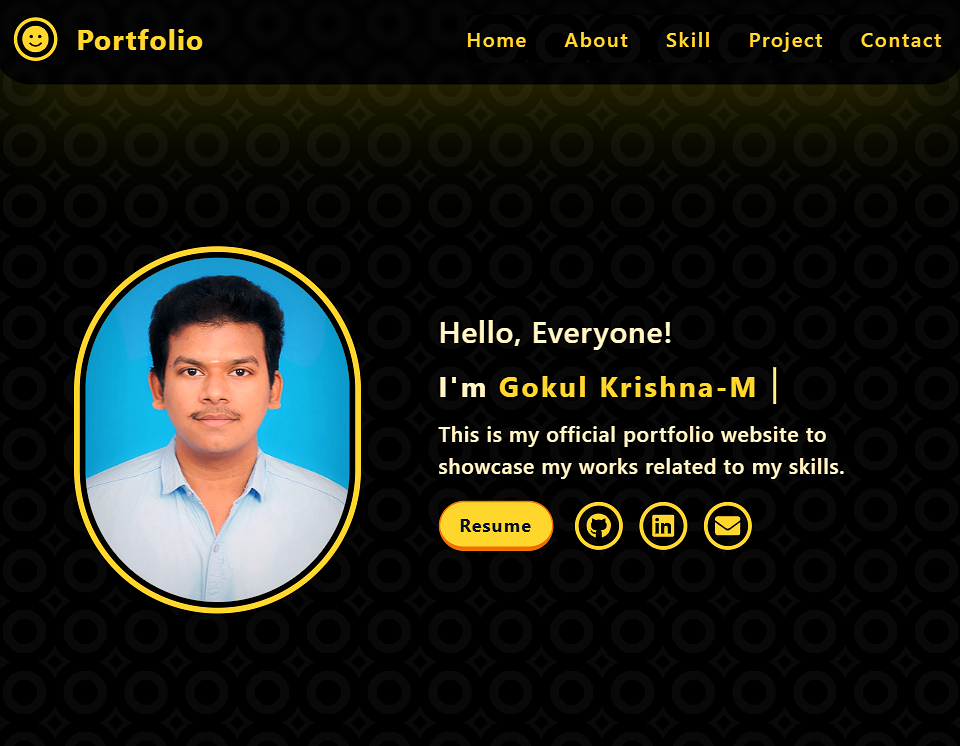 Portfolio
Home About Skill Project Contact
Hello, Everyone!
I'm Gokul Krishna-M
This is my official portfolio website to
showcase my works related to my skills.
Resume
in